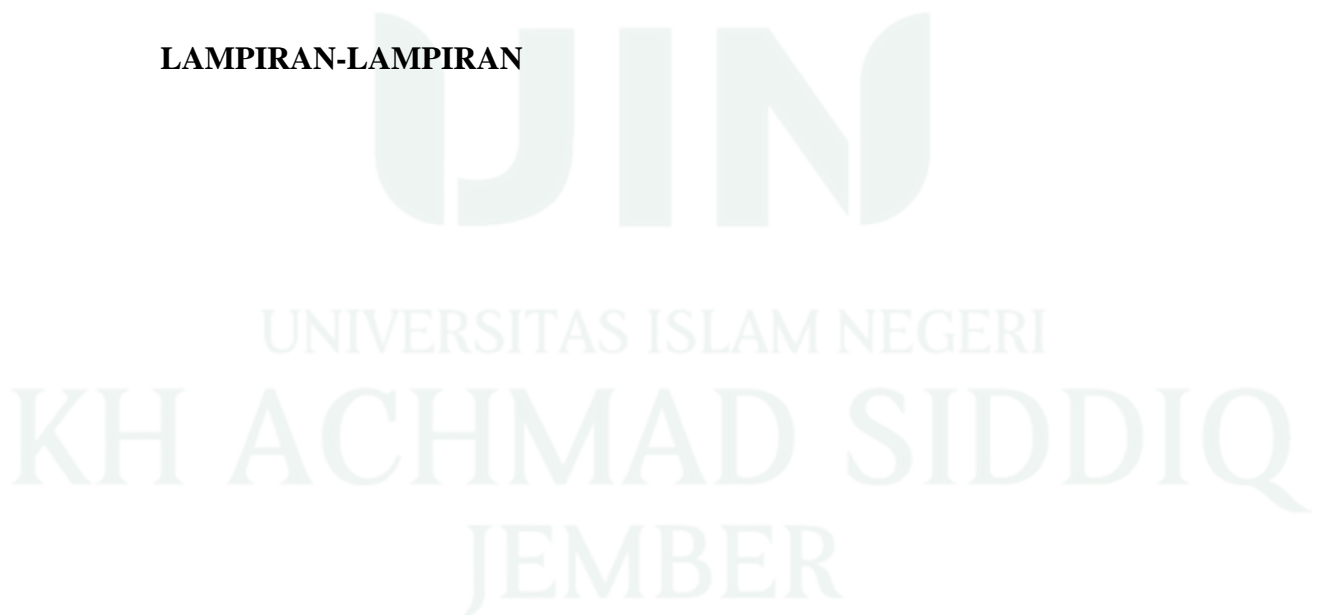 LAMPIRAN-LAMPIRAN
UIN
UNIVERSITAS ISLAM NEGERI
KH ACHMAD SIDDIQ
JEMBER